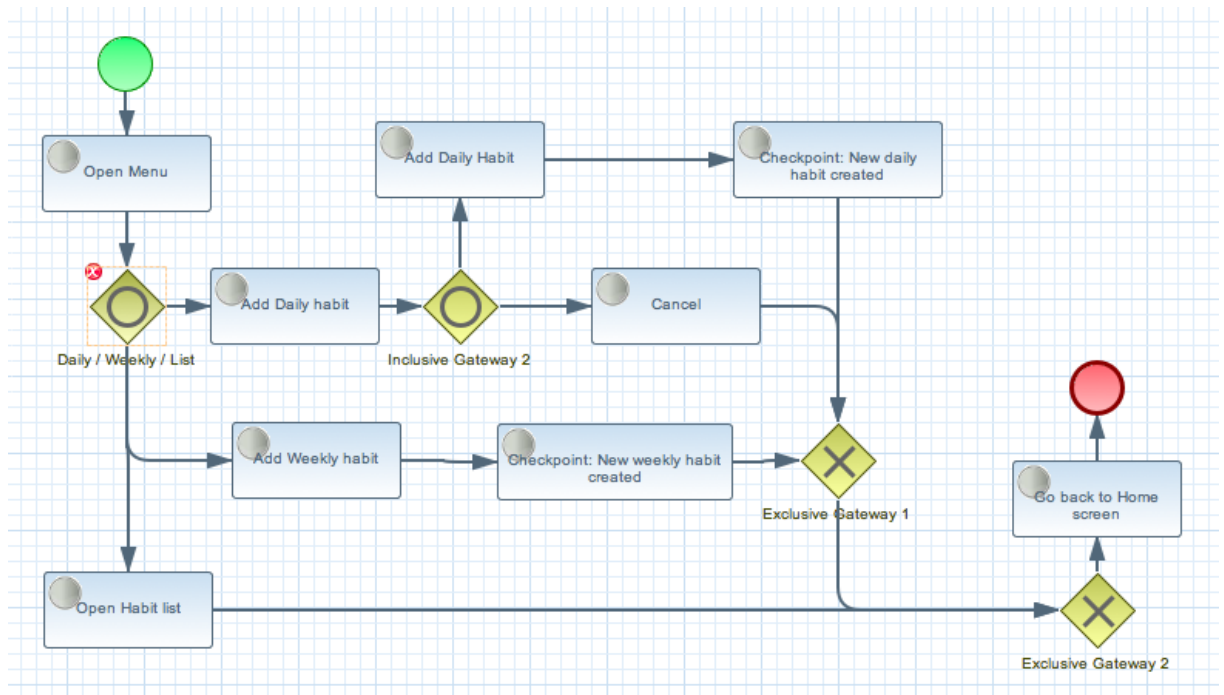 Open Menu
Add Daily Habit
Checkpoint: New daily
habit created
Add Daily habit
Cancel
Daily / Weekly / List
Inclusive Gateway 2
Add Weekly habit
Checkpoint: New weekly habit
created
Exclusive Gateway 1
Go back to Home
screen
Open Habit list
Exclusive Gateway 2